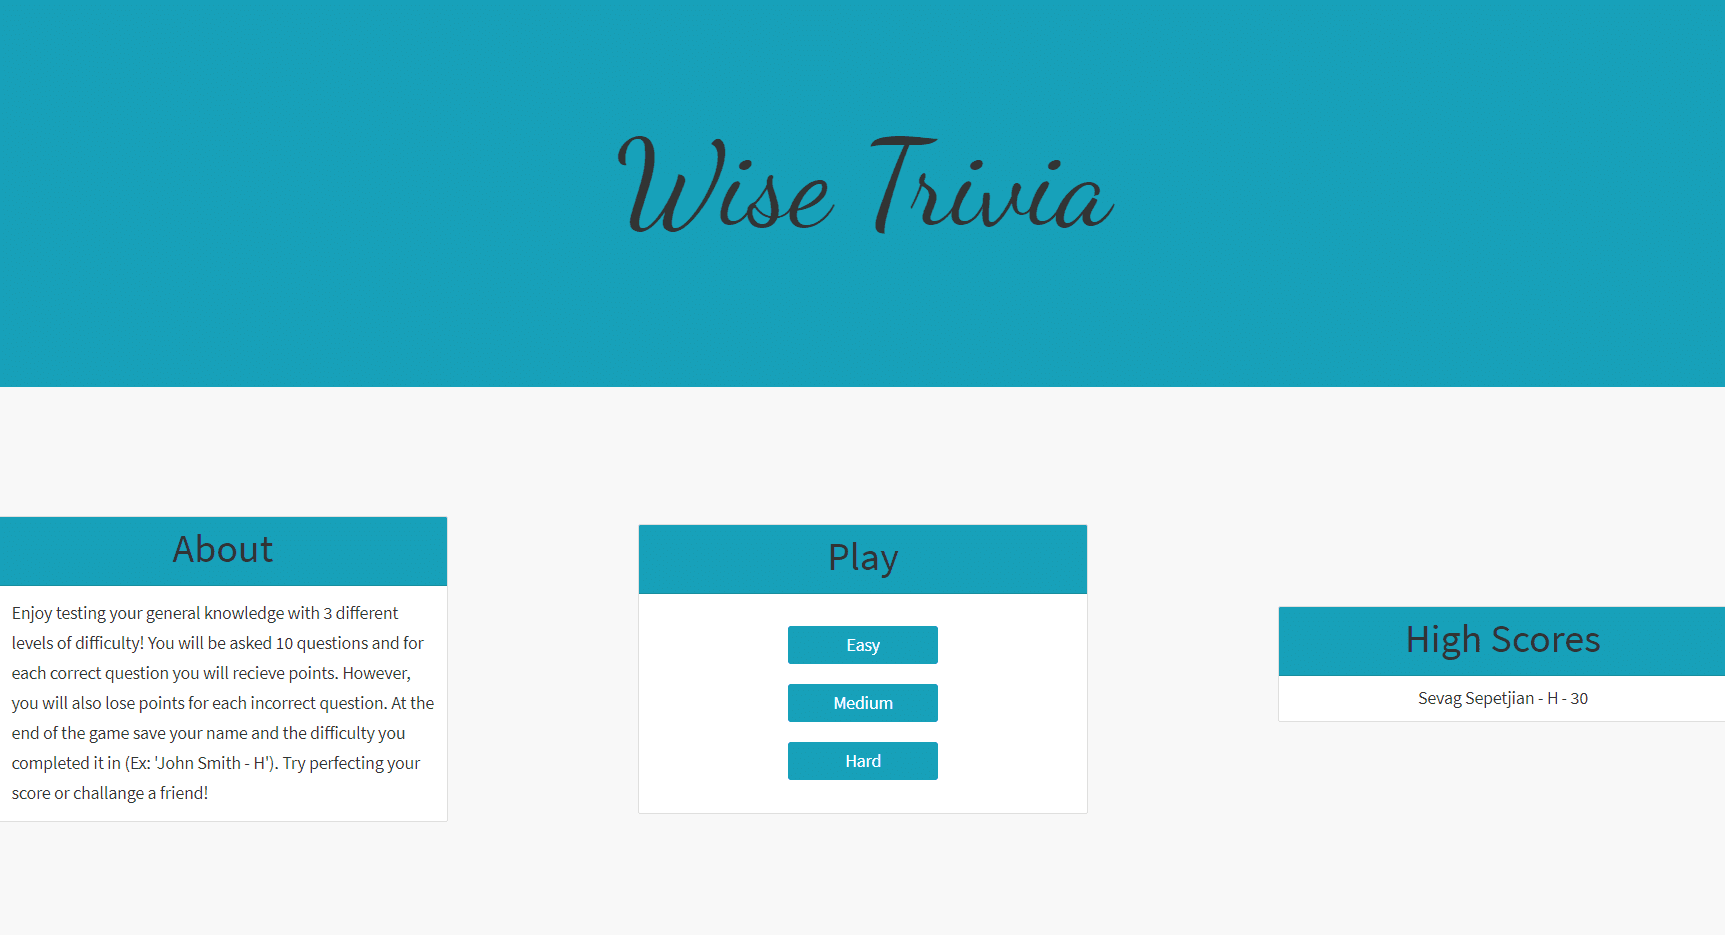 Wise Trivia
About
Enjoy testing your general knowledge with 3 different
levels of difficulty! You will be asked 10 questions and for
each correct question you will recieve points. However,
you will also lose points for each incorrect question. At the
end of the game save your name and the difficulty you
completed it in (Ex: 'John Smith - H'). Try perfecting your
score or challange a friend!
Play
Easy
Medium
Hard
High Scores
Sevag Sepetjian - H - 30